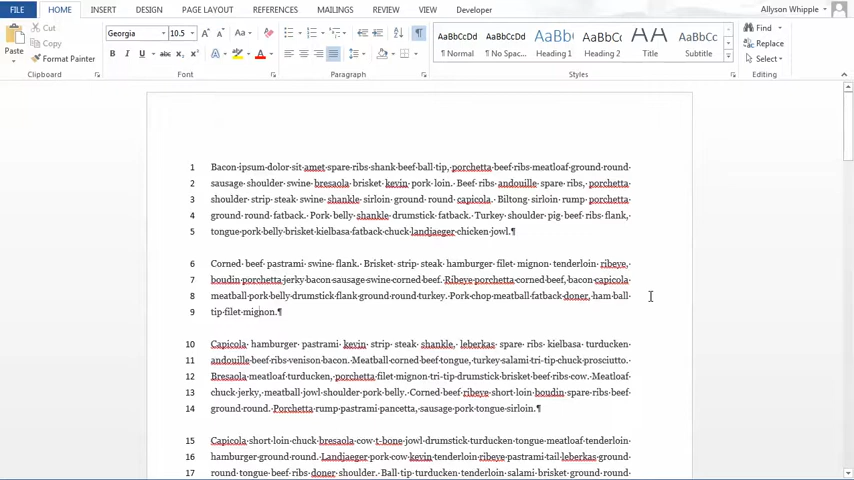 FILE HOME INSERT DESIGN PAGE LAYOUT REFERENCES MAILINGS REVIEW VIEW Developer Allyson Whipple
Paste Cut Copy Format Painter Clipboard
Georgia 10.5 Font
Paragraph
AaBbCcDd AaBbCcDd AaBbC AaBbCc AaBbCc
¶ Normal ¶ No Spac... Heading 1 Heading 2 Title Subtitle Styles
Find Replace Select Editing
1 Bacon·ipsum·dolor·sit·amet·spare·ribs·shank·beef·ball·tip,·porchetta·beef·ribs·meatloaf·ground·round·
2 sausage·shoulder·swine·bresaola·brisket·kevin·pork·loin.·Beef·ribs·andouille·spare·ribs,·porchetta·
3 shoulder·strip·steak·swine·shankle·sirloin·ground·round·capicola.·Biltong·sirloin·rump·porchetta·
4 ground·round·fatback.·Pork·belly·shankle·drumstick·fatback.·Turkey·shoulder·pig·beef·ribs·flank,·
5 tongue·pork·belly·brisket·kielbasa·fatback·chuck·landjaeger·chicken·jowl.¶
6 Corned·beef·pastrami·swine·flank.·Brisket·strip·steak·hamburger·filet·mignon·tenderloin·ribeye,·
7 boudin·porchetta·jerky·bacon·sausage·swine·corned·beef.·Ribeye·porchetta·corned·beef,·bacon·capicola·
8 meatball·pork·belly·drumstick·flank·ground·round·turkey.·Pork·chop·meatball·fatback·doner,·ham·ball·
9 tip·filet·mignon.¶
10 Capicola·hamburger·pastrami·kevin·strip·steak·shankle,·leberkas·spare·ribs·kielbasa·turducken·
11 andouille·beef·ribs·venison·bacon.·Meatball·corned·beef·tongue,·turkey·salami·tri-tip·chuck·prosciutto.·
12 Bresaola·meatloaf·turducken,·porchetta·filet·mignon·tri-tip·drumstick·brisket·beef·ribs·cow.·Meatloaf·
13 chuck·jerky,·meatball·jowl·shoulder·pork·belly.·Corned·beef·ribeye·short·loin·boudin·spare·ribs·beef·
14 ground·round.·Porchetta·rump·pastrami·pancetta,·sausage·pork·tongue·sirloin.¶
15 Capicola·short·loin·chuck·bresaola·cow·t-bone·jowl·drumstick·turducken·tongue·meatloaf·tenderloin·
16 hamburger·ground·round.·Landjaeger·pork·cow·kevin·tenderloin·ribeye·pastrami·tail·leberkas·ground·
17 round·tongue·beef·ribs·doner·shoulder.·Ball·tip·turducken·tenderloin·salami·brisket·ground·round·